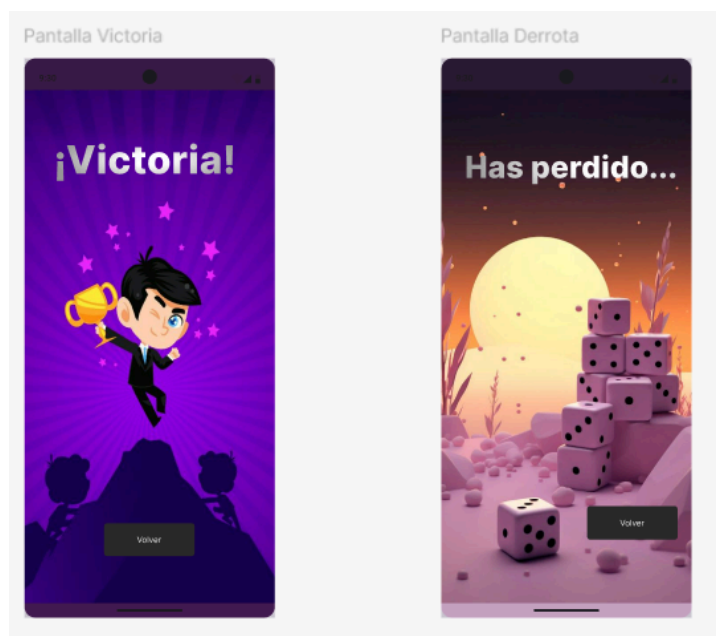 Pantalla Victoria
Pantalla Derrota
¡Victoria!
Has perdido...
Volver
Volver